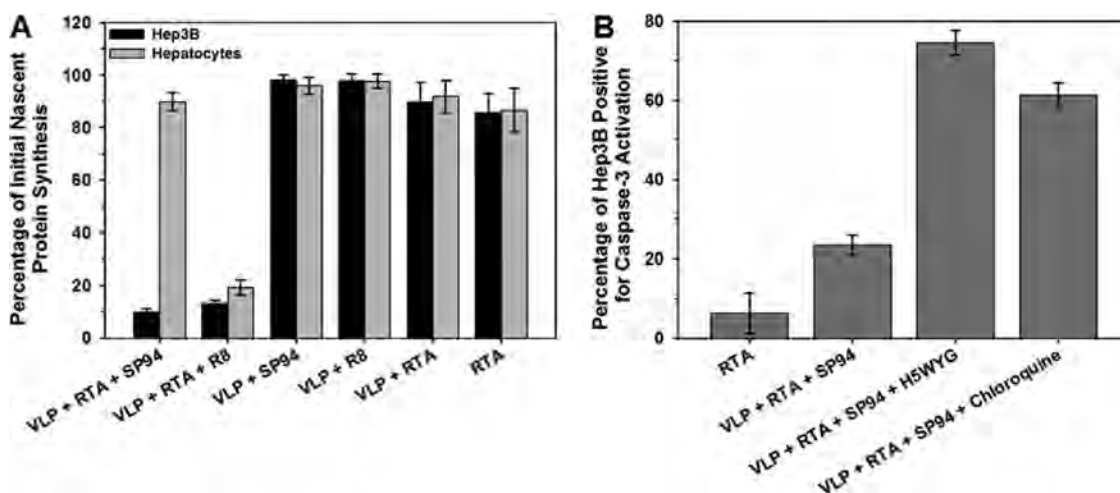 A
Percentage of Initial Nascent
Protein Synthesis
120
100
80
60
40
20
0
Hep3B
Hepatocytes
VLP + RTA + SP94
VLP + RTA + R8
VLP + SP94
VLP + R8
VLP + RTA
RTA
B
Percentage of Hep3B Positive
for Caspase-3 Activation
80
60
40
20
0
RTA
VLP + RTA + SP94
VLP + RTA + SP94 + H5WYG
VLP + RTA + SP94 + Chloroquine